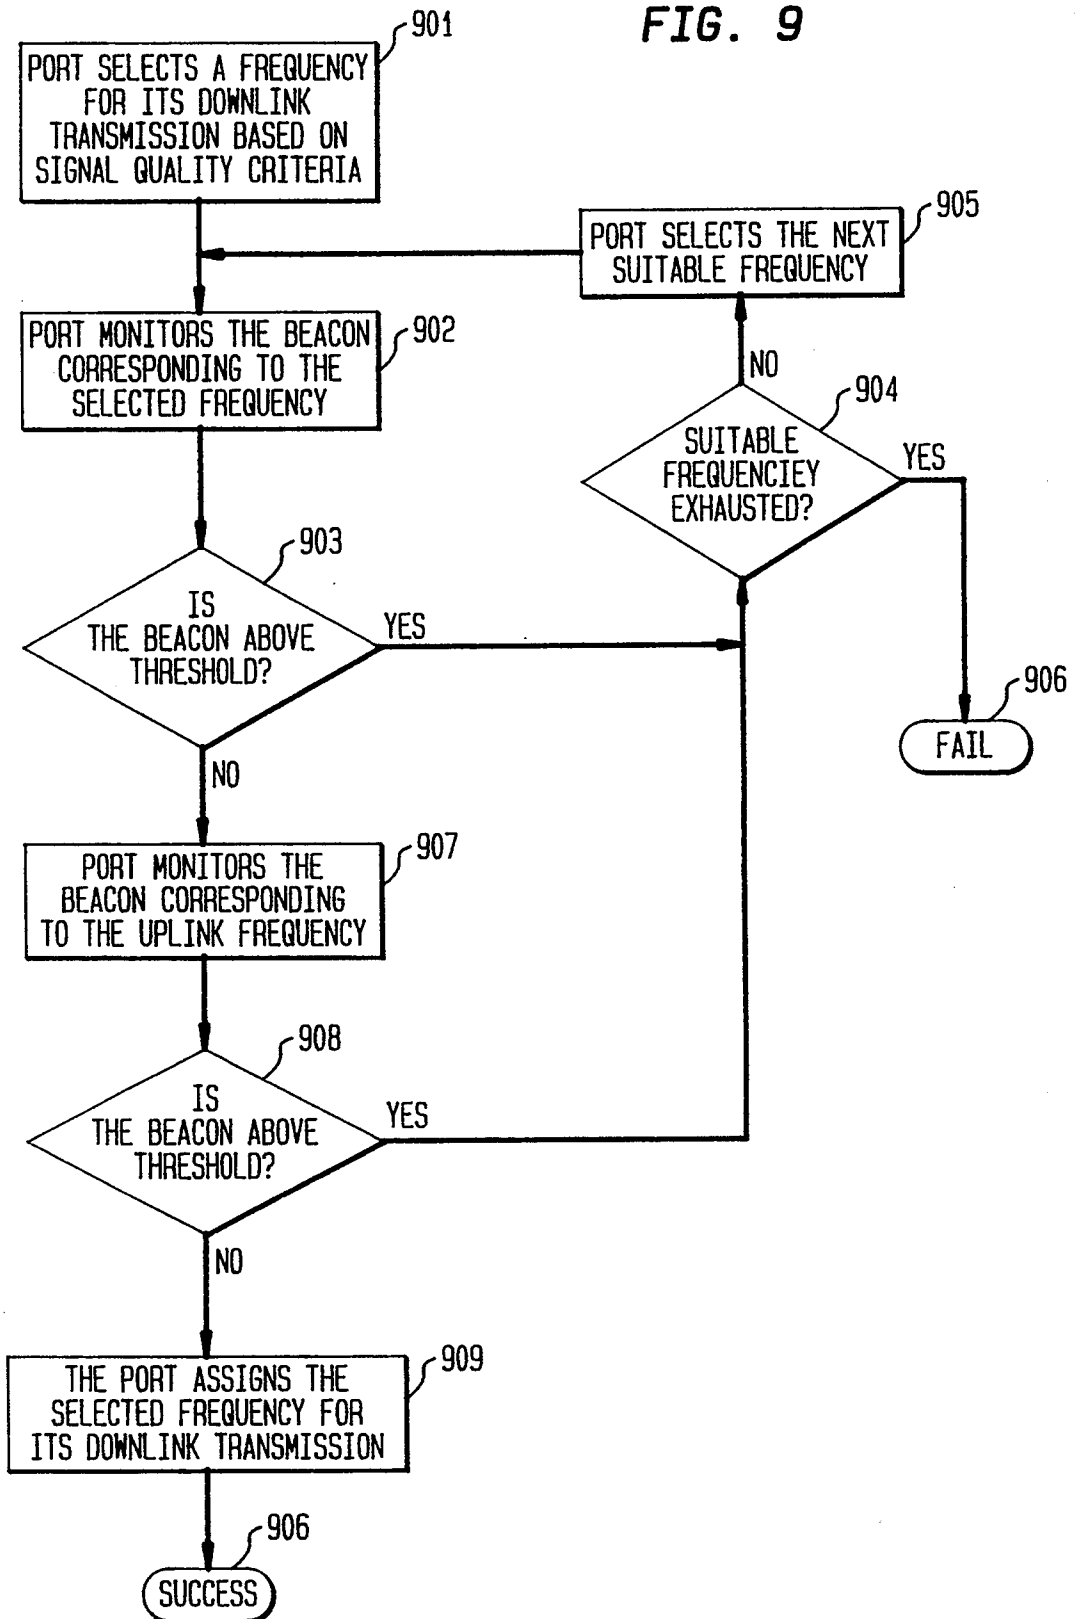 FIG. 9
901
PORT SELECTS A FREQUENCY
FOR ITS DOWNLINK
TRANSMISSION BASED ON
SIGNAL QUALITY CRITERIA
905
PORT SELECTS THE NEXT
SUITABLE FREQUENCY
902
PORT MONITORS THE BEACON
CORRESPONDING TO THE
SELECTED FREQUENCY
NO
904
SUITABLE
FREQUENCIEY
EXHAUSTED?
YES
903
IS
THE BEACON ABOVE
THRESHOLD?
YES
906
FAIL
NO
907
PORT MONITORS THE
BEACON CORRESPONDING
TO THE UPLINK FREQUENCY
908
IS
THE BEACON ABOVE
THRESHOLD?
YES
NO
909
THE PORT ASSIGNS THE
SELECTED FREQUENCY FOR
ITS DOWNLINK TRANSMISSION
906
SUCCESS